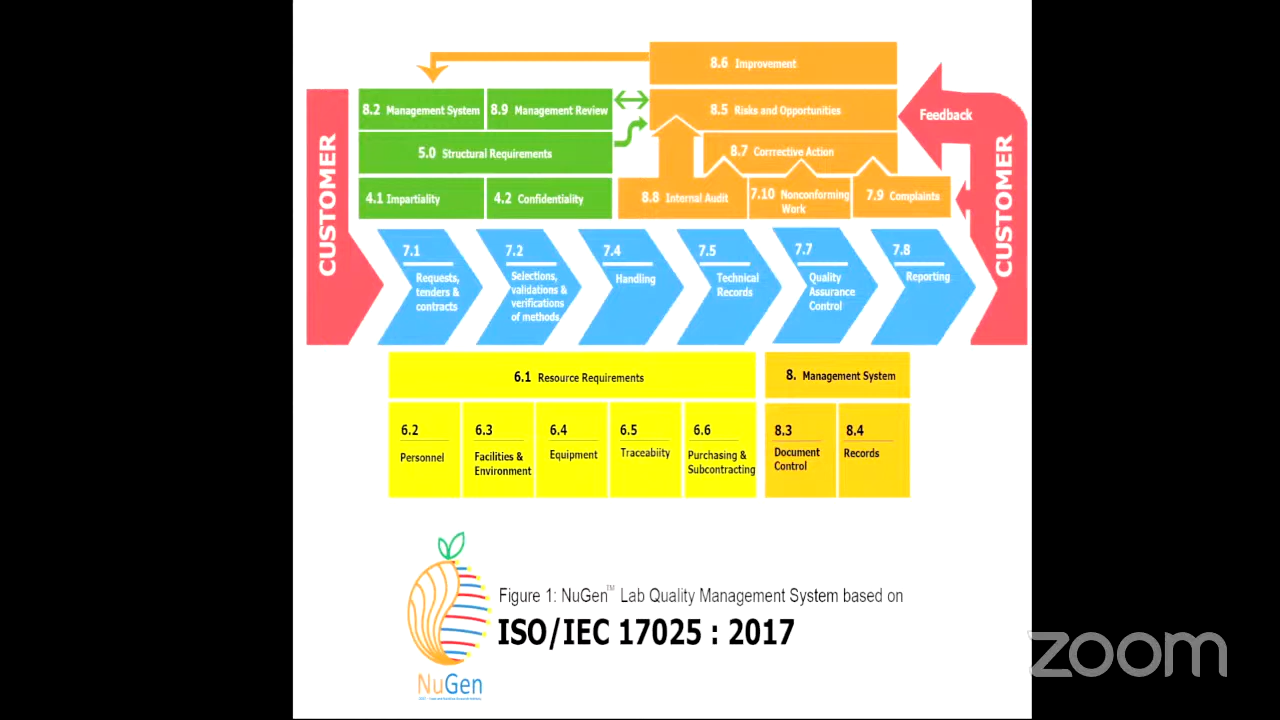 8.6 Improvement
8.2 Management System
8.9 Management Review
8.5 Risks and Opportunities
Feedback
5.0 Structural Requirements
8.7 Corrrective Action
4.1 Impartiality
4.2 Confidentiality
8.8 Internal Audit
7.10 Nonconforming
Work
7.9 Complaints
CUSTOMER
CUSTOMER
7.1
Requests,
tenders &
contracts
7.2
Selections,
validations &
verifications
of methods
7.4
Handling
7.5
Technical
Records
7.7
Quality
Assurance
Control
7.8
Reporting
6.1 Resource Requirements
8. Management System
6.2
Personnel
6.3
Facilities &
Environment
6.4
Equipment
6.5
Traceabiity
6.6
Purchasing &
Subcontracting
8.3
Document
Control
8.4
Records
Figure 1: NuGen™ Lab Quality Management System based on
ISO/IEC 17025 : 2017
NuGen
zoom